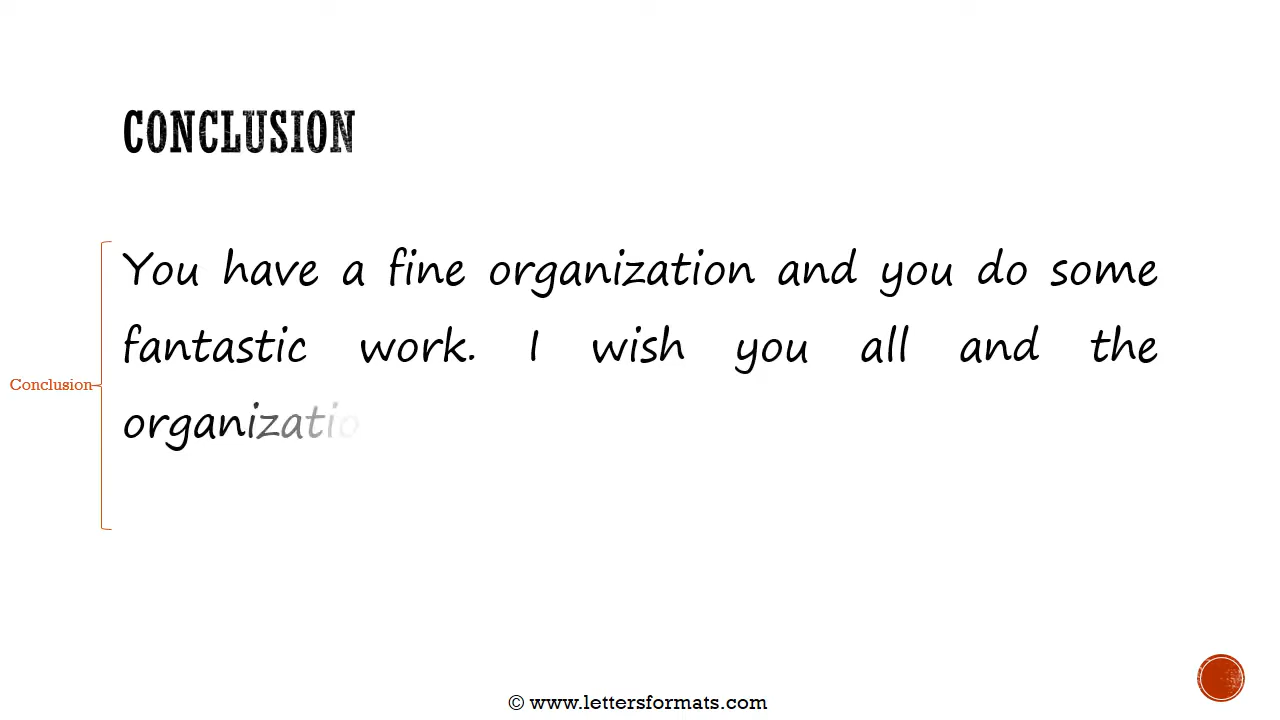 CONCLUSION
You have a fine organization and you do some
fantastic work. I wish you all and the
Conclusion
organizatio
© www.lettersformats.com